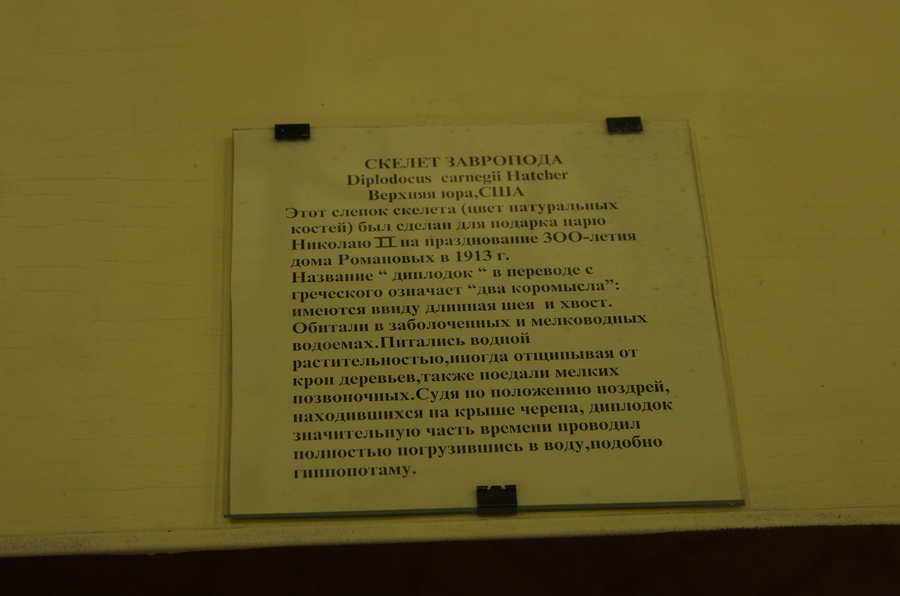 СКЕЛЕТ ЗАВРОПОДА
Diplodocus carnegii Hatcher
Верхняя юра,США
Этот слепок скелета (цвет натуральных
костей) был сделан для подарка царю
Николаю II на празднование 300-летия
дома Романовых в 1913 г.
Название “ диплодок “ в переводе с
греческого означает “два коромысла”:
имеются ввиду длинная шея и хвост.
Обитали в заболоченных и мелководных
водоемах.Питались водной
растительностью,иногда отщипывая от
крон деревьев,также поедали мелких
позвоночных.Судя по положению ноздрей,
находившихся на крыше черепа, диплодок
значительную часть времени проводил
полностью погрузившись в воду,подобно
гиппопотаму.